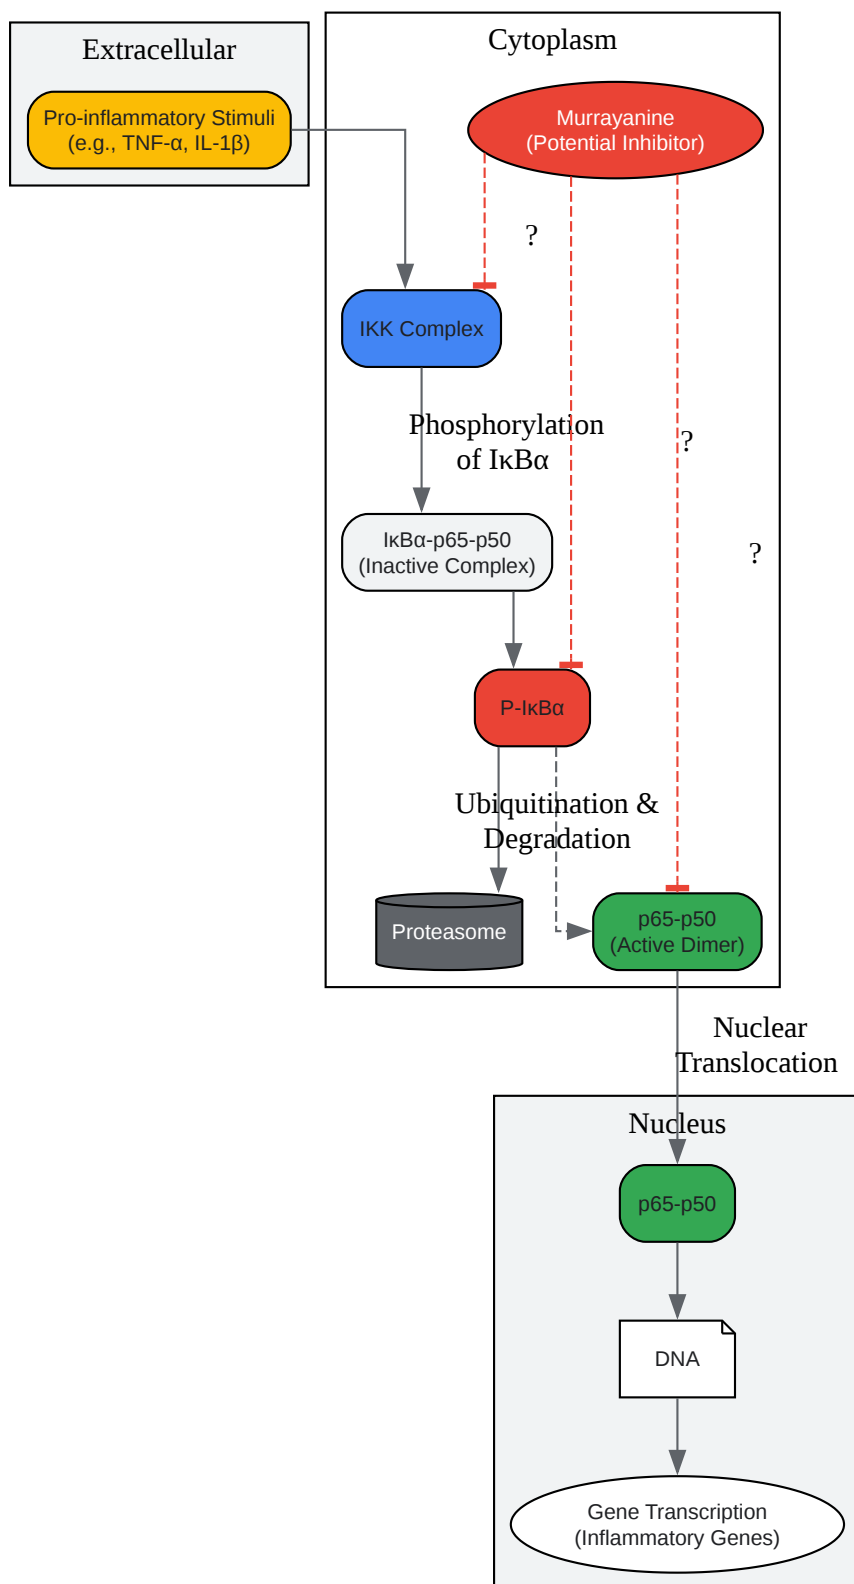 Extracellular
Cytoplasm
Pro-inflammatory Stimuli
(e.g., TNF-α, IL-1β)
Murrayanine
(Potential Inhibitor)
?
IKK Complex
Phosphorylation
of IκBα
?
IκBα-p65-p50
(Inactive Complex)
?
P-IκBα
Ubiquitination &
Degradation
Proteasome
p65-p50
(Active Dimer)
Nuclear
Translocation
Nucleus
p65-p50
DNA
Gene Transcription
(Inflammatory Genes)